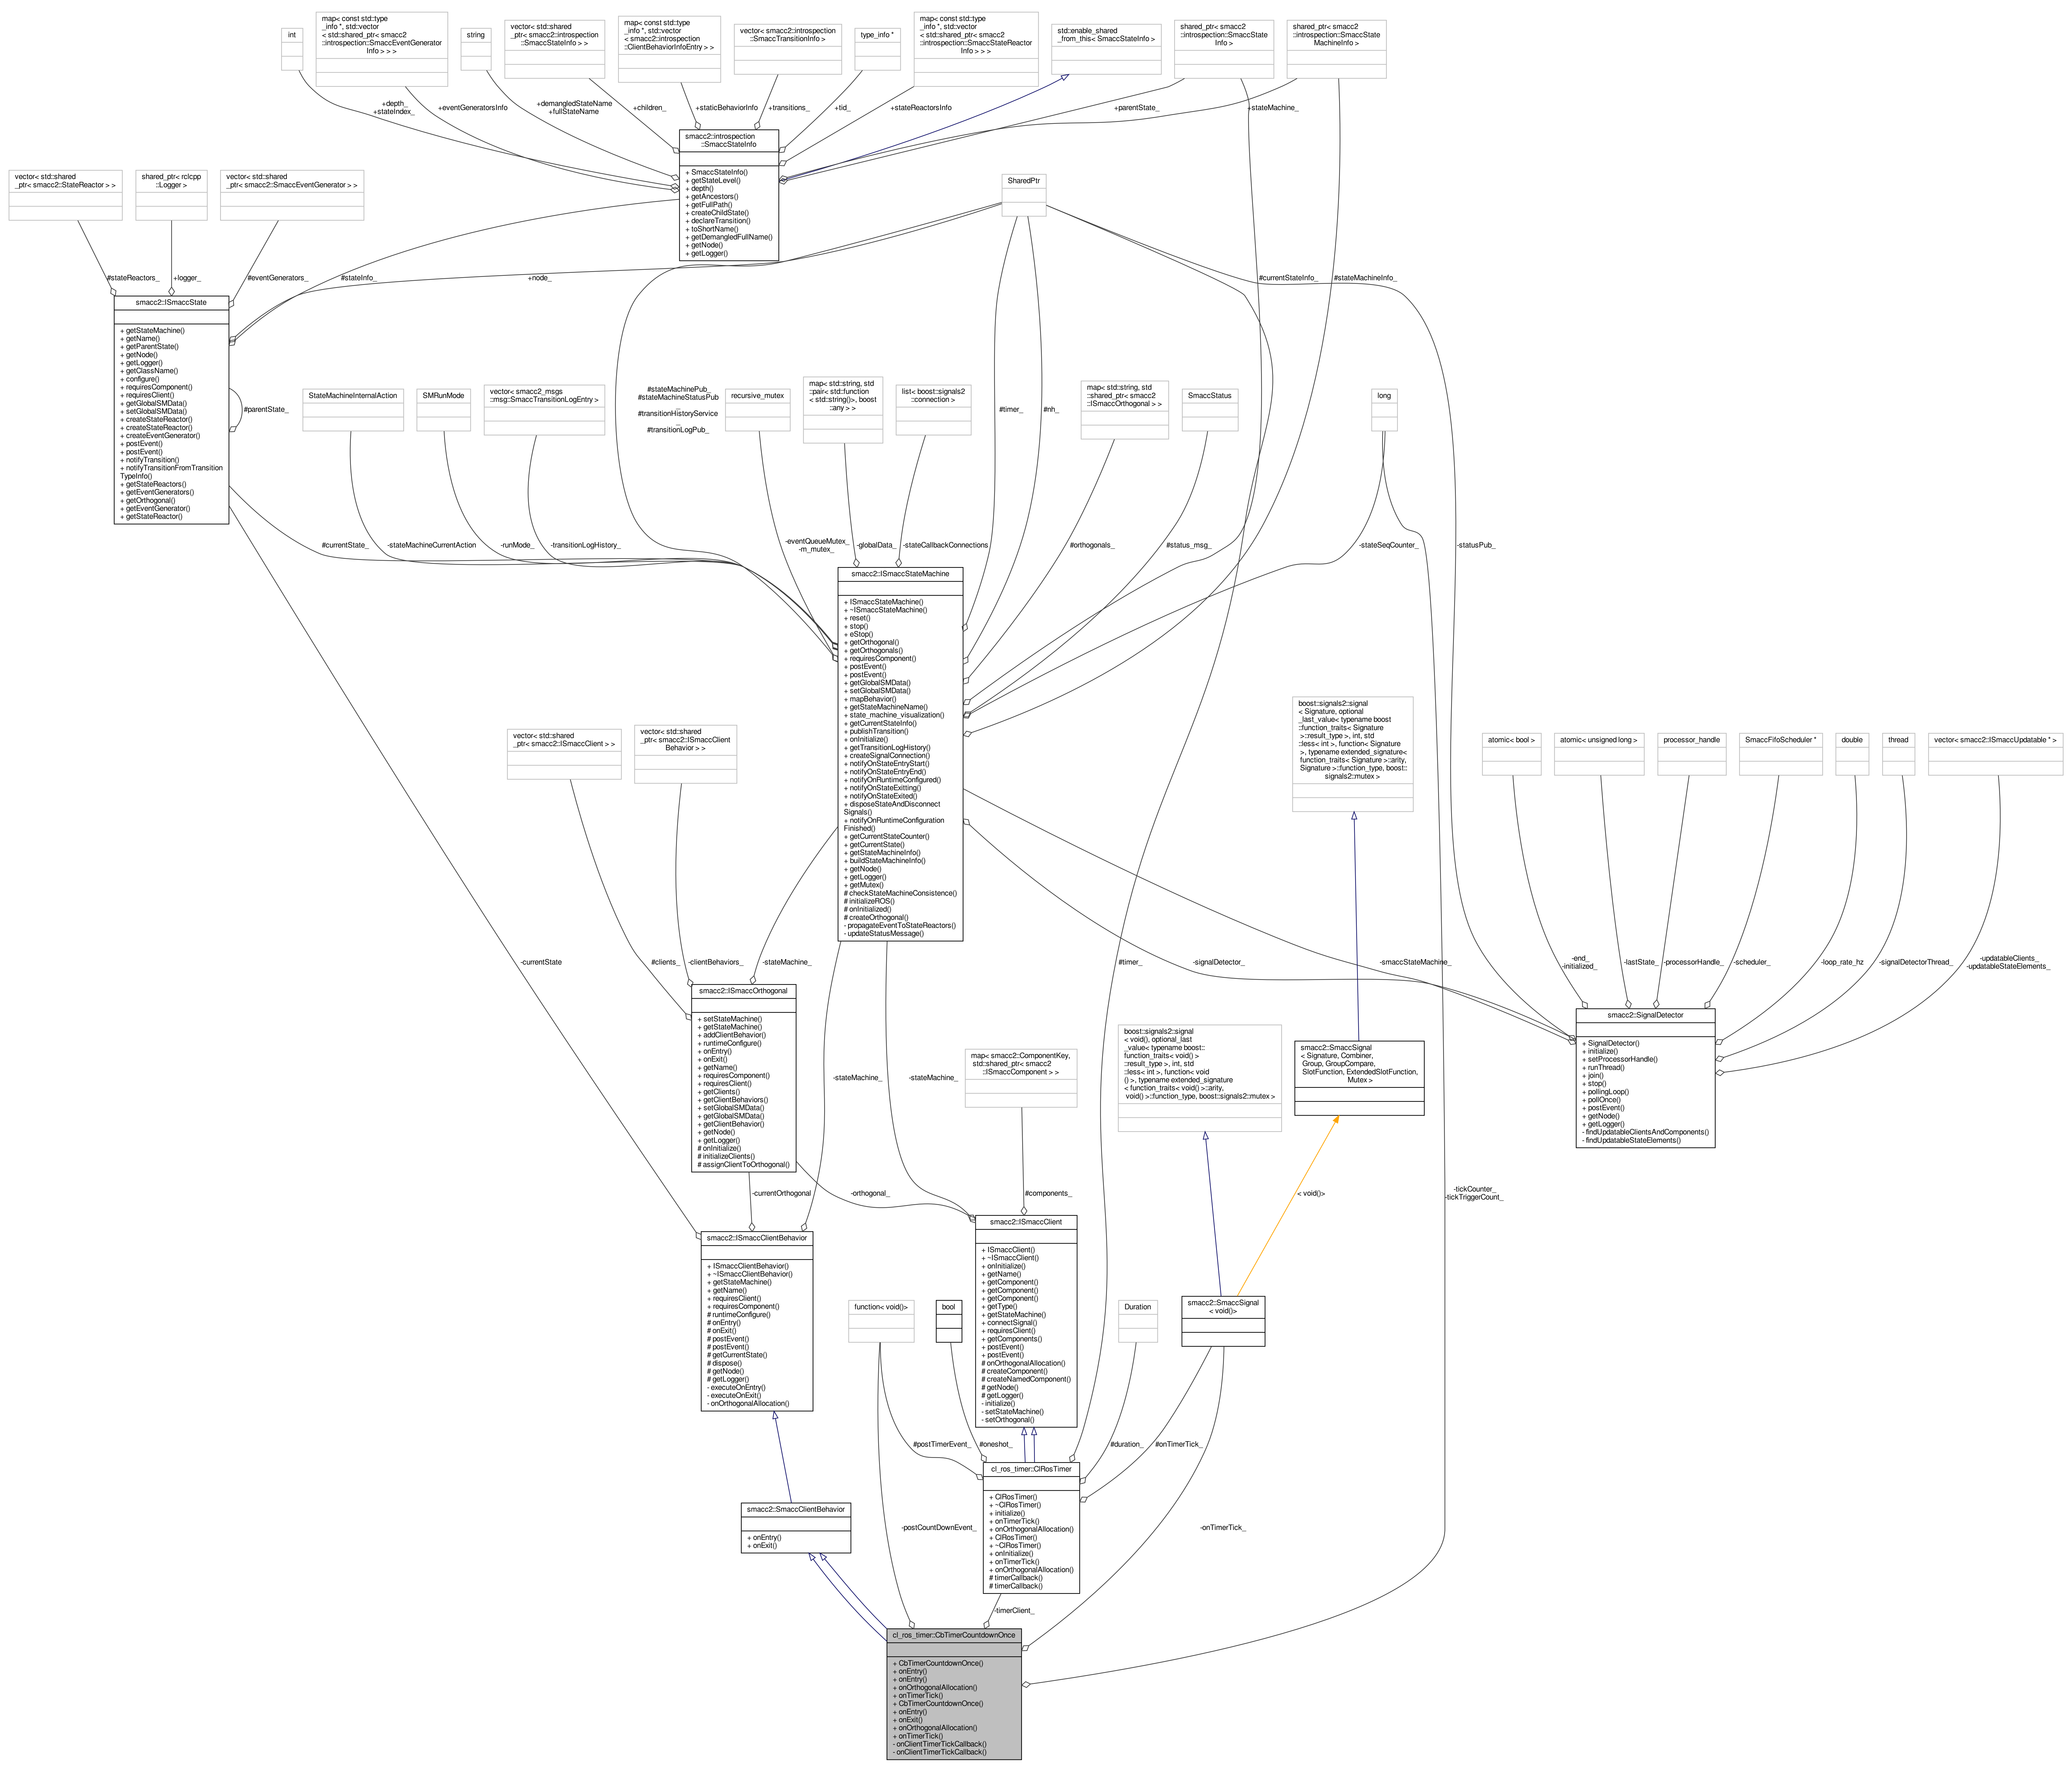 int
map< const std::type
_info *, std::vector
< std::shared_ptr< smacc2
::introspection::SmaccEventGenerator
Info > > >
string
vector< std::shared
_ptr< smacc2::introspection
::SmaccStateInfo > >
map< const std::type
_info *, std::vector
< smacc2::introspection
::ClientBehaviorInfoEntry > >
vector< smacc2::introspection
::SmaccTransitionInfo >
type_info *
map< const std::type
_info *, std::vector
< std::shared_ptr< smacc2
::introspection::SmaccStateReactor
Info > > >
std::enable_shared
_from_this< SmaccStateInfo >
shared_ptr< smacc2
::introspection::SmaccState
Info >
shared_ptr< smacc2
::introspection::SmaccState
MachineInfo >
+depth_
+stateIndex_
+eventGeneratorsInfo
+demangledStateName
+fullStateName
+children_
+staticBehaviorInfo
+transitions_
+tid_
+stateReactorsInfo
+parentState_
+stateMachine_
smacc2::introspection
::SmaccStateInfo
+ SmaccStateInfo()
+ getStateLevel()
+ depth()
+ getAncestors()
+ getFullPath()
+ createChildState()
+ declareTransition()
+ toShortName()
+ getDemangledFullName()
+ getNode()
+ getLogger()
vector< std::shared
_ptr< smacc2::StateReactor > >
shared_ptr< rclcpp
::Logger >
vector< std::shared
_ptr< smacc2::SmaccEventGenerator > >
SharedPtr
#stateReactors_
+logger_
#eventGenerators_
#stateInfo_
+node_
#currentStateInfo_
#stateMachineInfo_
smacc2::ISmaccState
+ getStateMachine()
+ getName()
+ getParentState()
+ getNode()
+ getLogger()
+ getClassName()
+ configure()
+ requiresComponent()
+ requiresClient()
+ getGlobalSMData()
+ setGlobalSMData()
+ createStateReactor()
+ createStateReactor()
+ createEventGenerator()
+ postEvent()
+ postEvent()
+ notifyTransition()
+ notifyTransitionFromTransition
TypeInfo()
+ getStateReactors()
+ getEventGenerators()
+ getOrthogonal()
+ getEventGenerator()
+ getStateReactor()
#parentState_
StateMachineInternalAction
SMRunMode
vector< smacc2_msgs
::msg::SmaccTransitionLogEntry >
#stateMachinePub_
#stateMachineStatusPub
_
#transitionHistoryService
_
#transitionLogPub_
recursive_mutex
map< std::string, std
::pair< std::function
< std::string()>, boost
::any > >
list< boost::signals2
::connection >
#timer_
#nh_
map< std::string, std
::shared_ptr< smacc2
::ISmaccOrthogonal > >
SmaccStatus
long
#currentState_
-stateMachineCurrentAction
-runMode_
-transitionLogHistory_
-eventQueueMutex_
-m_mutex_
-globalData_
-stateCallbackConnections
#orthogonals_
#status_msg_
-stateSeqCounter_
-statusPub_
smacc2::ISmaccStateMachine
+ ISmaccStateMachine()
+ ~ISmaccStateMachine()
+ reset()
+ stop()
+ eStop()
+ getOrthogonal()
+ getOrthogonals()
+ requiresComponent()
+ postEvent()
+ postEvent()
+ getGlobalSMData()
+ setGlobalSMData()
+ mapBehavior()
+ getStateMachineName()
+ state_machine_visualization()
+ getCurrentStateInfo()
+ publishTransition()
+ onInitialize()
+ getTransitionLogHistory()
+ createSignalConnection()
+ notifyOnStateEntryStart()
+ notifyOnStateEntryEnd()
+ notifyOnRuntimeConfigured()
+ notifyOnStateExitting()
+ notifyOnStateExited()
+ disposeStateAndDisconnect
Signals()
+ notifyOnRuntimeConfiguration
Finished()
+ getCurrentStateCounter()
+ getCurrentState()
+ getStateMachineInfo()
+ buildStateMachineInfo()
+ getNode()
+ getLogger()
+ getMutex()
# checkStateMachineConsistence()
# initializeROS()
# onInitialized()
# createOrthogonal()
- propagateEventToStateReactors()
- updateStatusMessage()
boost::signals2::signal
< Signature, optional
_last_value< typename boost
::function_traits< Signature
>::result_type >, int, std
::less< int >, function< Signature
>, typename extended_signature<
function_traits< Signature >::arity,
Signature >::function_type, boost::
signals2::mutex >
vector< std::shared
_ptr< smacc2::ISmaccClient > >
vector< std::shared
_ptr< smacc2::ISmaccClient
Behavior > >
atomic< bool >
atomic< unsigned long >
processor_handle
SmaccFifoScheduler *
double
thread
vector< smacc2::ISmaccUpdatable * >
-currentState
#clients_
-clientBehaviors_
-stateMachine_
#timer_
-signalDetector_
-smaccStateMachine_
-end_
-initialized_
-lastState_
-processorHandle_
-scheduler_
-loop_rate_hz
-signalDetectorThread_
-updatableClients_
-updatableStateElements_
smacc2::ISmaccOrthogonal
+ setStateMachine()
+ getStateMachine()
+ addClientBehavior()
+ runtimeConfigure()
+ onEntry()
+ onExit()
+ getName()
+ requiresComponent()
+ requiresClient()
+ getClients()
+ getClientBehaviors()
+ setGlobalSMData()
+ getGlobalSMData()
+ getClientBehavior()
+ getNode()
+ getLogger()
# onInitialize()
# initializeClients()
# assignClientToOrthogonal()
smacc2::SignalDetector
+ SignalDetector()
+ initialize()
+ setProcessorHandle()
+ runThread()
+ join()
+ stop()
+ pollingLoop()
+ pollOnce()
+ postEvent()
+ getNode()
+ getLogger()
- findUpdatableClientsAndComponents()
- findUpdatableStateElements()
-stateMachine_
-stateMachine_
map< smacc2::ComponentKey,
std::shared_ptr< smacc2
::ISmaccComponent > >
boost::signals2::signal
< void(), optional_last
_value< typename boost::
function_traits< void() >
::result_type >, int, std
::less< int >, function< void
() >, typename extended_signature
< function_traits< void() >::arity,
void() >::function_type, boost::signals2::mutex >
smacc2::SmaccSignal
< Signature, Combiner,
Group, GroupCompare,
SlotFunction, ExtendedSlotFunction,
Mutex >
-currentOrthogonal
-orthogonal_
#components_
< void()>
-tickCounter_
-tickTriggerCount_
smacc2::ISmaccClientBehavior
+ ISmaccClientBehavior()
+ ~ISmaccClientBehavior()
+ getStateMachine()
+ getName()
+ requiresClient()
+ requiresComponent()
# runtimeConfigure()
# onEntry()
# onExit()
# postEvent()
# postEvent()
# getCurrentState()
# dispose()
# getNode()
# getLogger()
- executeOnEntry()
- executeOnExit()
- onOrthogonalAllocation()
smacc2::ISmaccClient
+ ISmaccClient()
+ ~ISmaccClient()
+ onInitialize()
+ getName()
+ getComponent()
+ getComponent()
+ getComponent()
+ getType()
+ getStateMachine()
+ connectSignal()
+ requiresClient()
+ getComponents()
+ postEvent()
+ postEvent()
# onOrthogonalAllocation()
# createComponent()
# createNamedComponent()
# getNode()
# getLogger()
- initialize()
- setStateMachine()
- setOrthogonal()
function< void()>
bool
Duration
smacc2::SmaccSignal
< void()>
#postTimerEvent_
#oneshot_
#duration_
#onTimerTick_
cl_ros_timer::ClRosTimer
+ ClRosTimer()
+ ~ClRosTimer()
+ initialize()
+ onTimerTick()
+ onOrthogonalAllocation()
+ ClRosTimer()
+ ~ClRosTimer()
+ onInitialize()
+ onTimerTick()
+ onOrthogonalAllocation()
# timerCallback()
# timerCallback()
smacc2::SmaccClientBehavior
+ onEntry()
+ onExit()
-postCountDownEvent_
-onTimerTick_
-timerClient_
cl_ros_timer::CbTimerCountdownOnce
+ CbTimerCountdownOnce()
+ onEntry()
+ onEntry()
+ onOrthogonalAllocation()
+ onTimerTick()
+ CbTimerCountdownOnce()
+ onEntry()
+ onExit()
+ onOrthogonalAllocation()
+ onTimerTick()
- onClientTimerTickCallback()
- onClientTimerTickCallback()